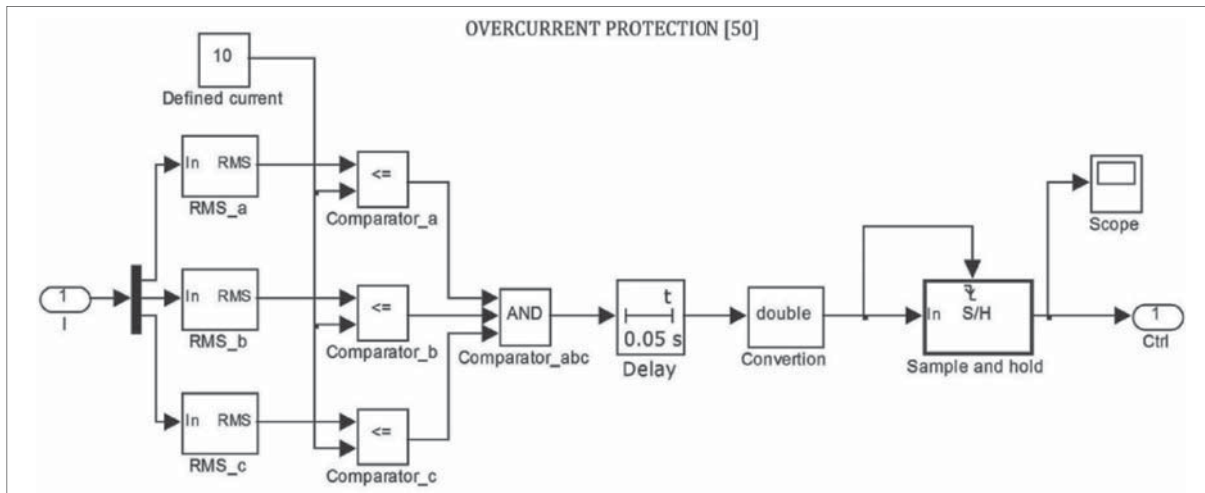 OVERCURRENT PROTECTION [50]
10
Defined current
In RMS
RMS_a
<=
Comparator_a
Scope
1
I
In RMS
RMS_b
<=
Comparator_b
AND
Comparator_abc
t
0.05 s
Delay
double
Convertion
In
S/H
Sample and hold
1
Ctrl
In RMS
RMS_c
<=
Comparator_c